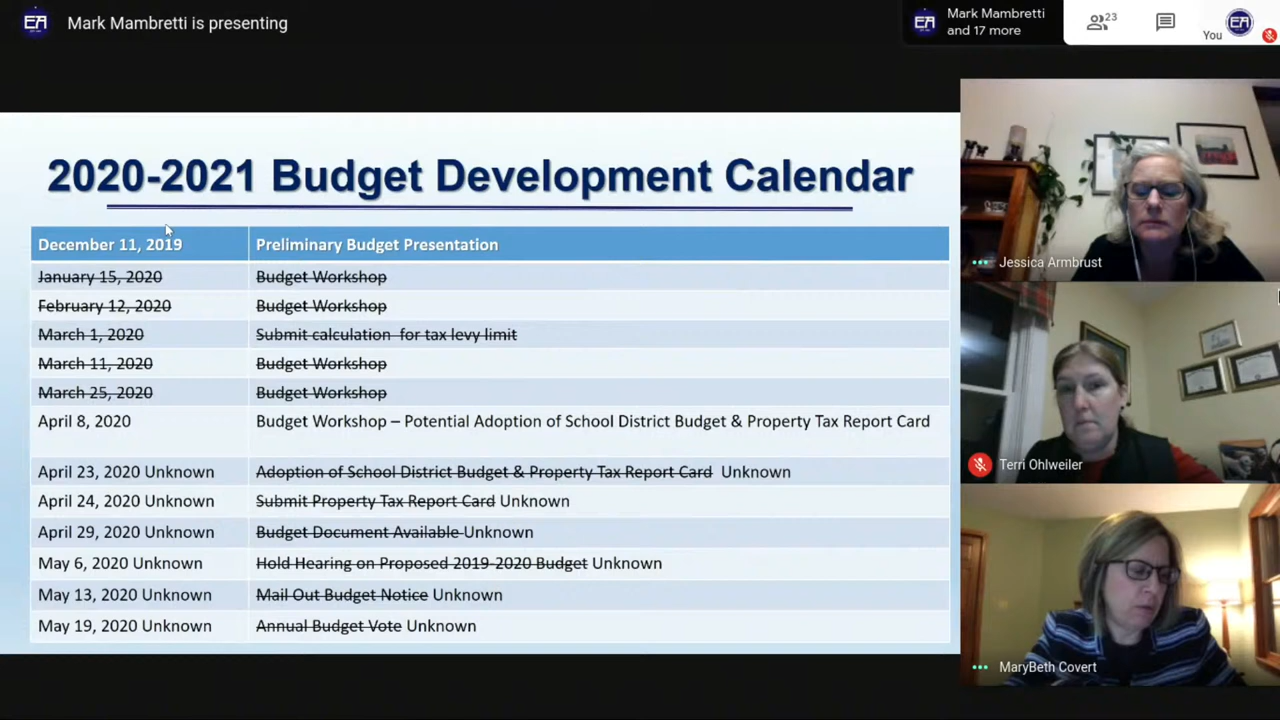 EA
Mark Mambretti is presenting
EA
Mark Mambretti
and 17 more
23
You
EA
2020-2021 Budget Development Calendar
December 11, 2019 Preliminary Budget Presentation
January 15, 2020 Budget Workshop
February 12, 2020 Budget Workshop
March 1, 2020 Submit calculation for tax levy limit
March 11, 2020 Budget Workshop
March 25, 2020 Budget Workshop
April 8, 2020 Budget Workshop – Potential Adoption of School District Budget & Property Tax Report Card
April 23, 2020 Unknown Adoption of School District Budget & Property Tax Report Card Unknown
April 24, 2020 Unknown Submit Property Tax Report Card Unknown
April 29, 2020 Unknown Budget Document Available Unknown
May 6, 2020 Unknown Hold Hearing on Proposed 2019-2020 Budget Unknown
May 13, 2020 Unknown Mail Out Budget Notice Unknown
May 19, 2020 Unknown Annual Budget Vote Unknown
Jessica Armbrust
Terri Ohlweiler
MaryBeth Covert